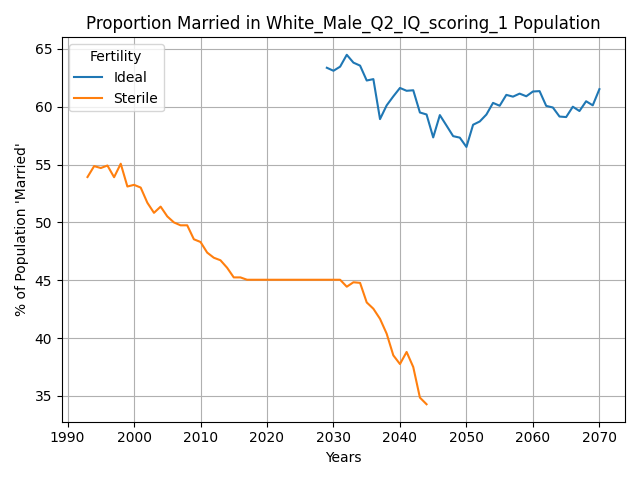 Proportion Married in White_Male_Q2_IQ_scoring_1 Population
Fertility
Ideal
Sterile
% of Population 'Married'
65
60
55
50
45
40
35
1990 2000 2010 2020 2030 2040 2050 2060 2070
Years